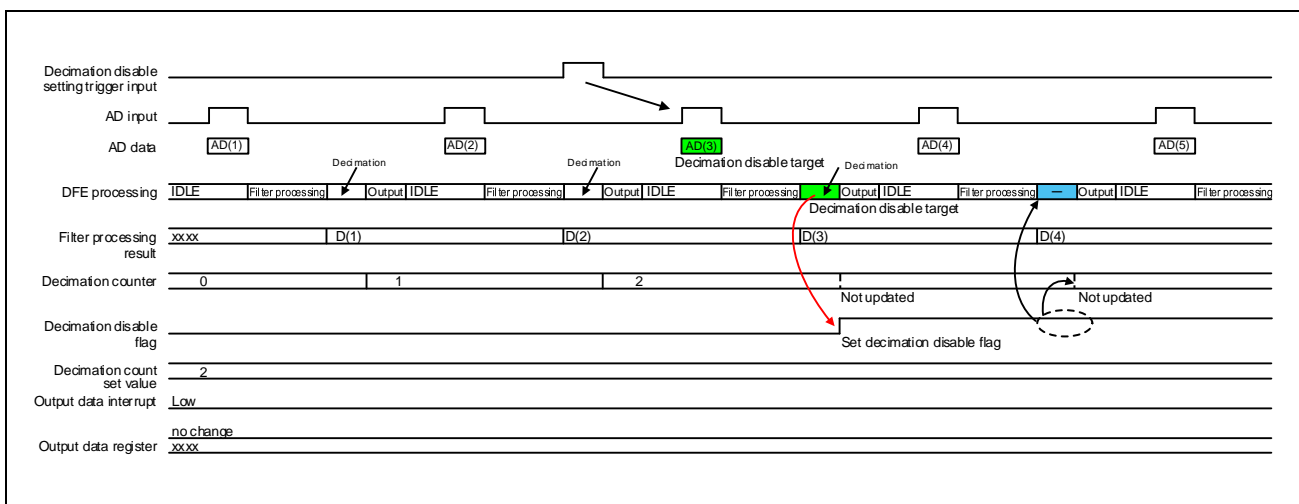 Decimation disable
setting trigger input
AD input
AD data
AD(1)
AD(2)
AD(3)
AD(4)
AD(5)
Decimation disable target
Decimation
Decimation
Decimation
DFE processing
IDLE
Filter processing
Output
IDLE
Filter processing
Output
IDLE
Filter processing
Output
IDLE
Filter processing
—
Output
IDLE
Filter processing
Decimation disable target
Filter processing
result
xxxx
D(1)
D(2)
D(3)
D(4)
Decimation counter
0
1
2
Not updated
Not updated
Decimation disable
flag
Set decimation disable flag
Decimation count
set value
2
Output data interrupt
Low
no change
Output data register
xxxx